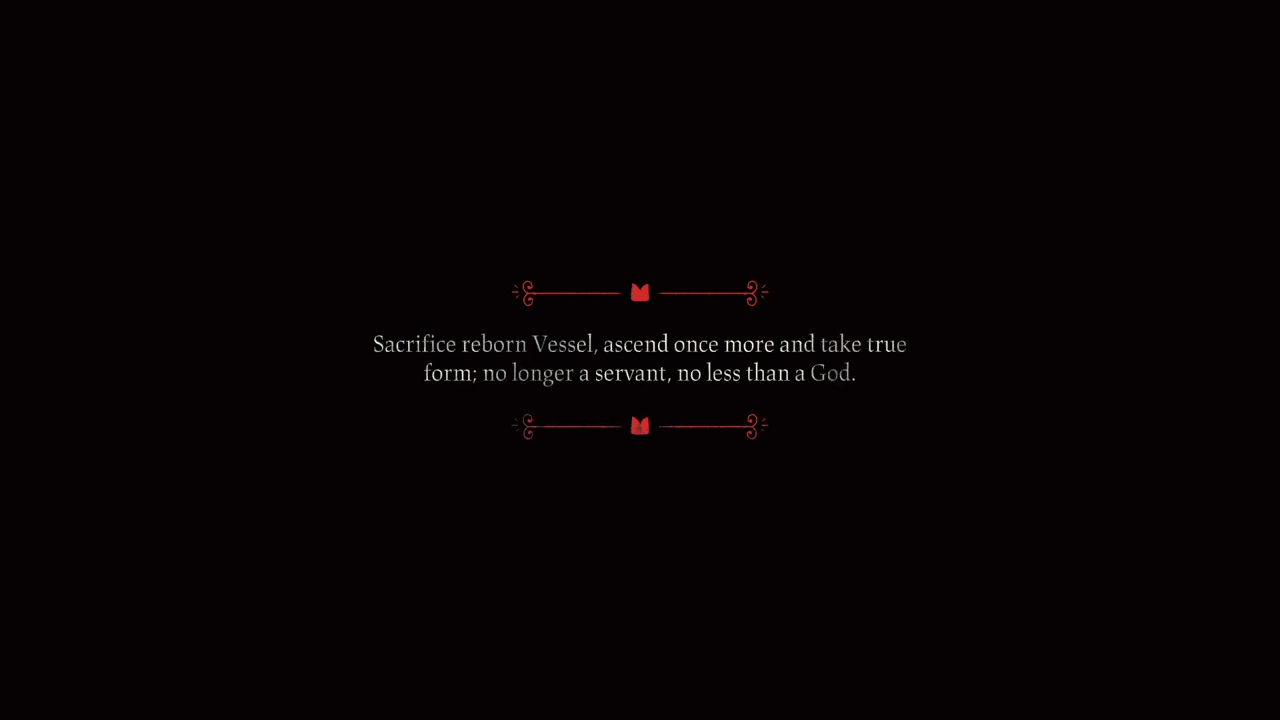 Sacrifice reborn Vessel, ascend once more and take true
form; no longer a servant, no less than a God.